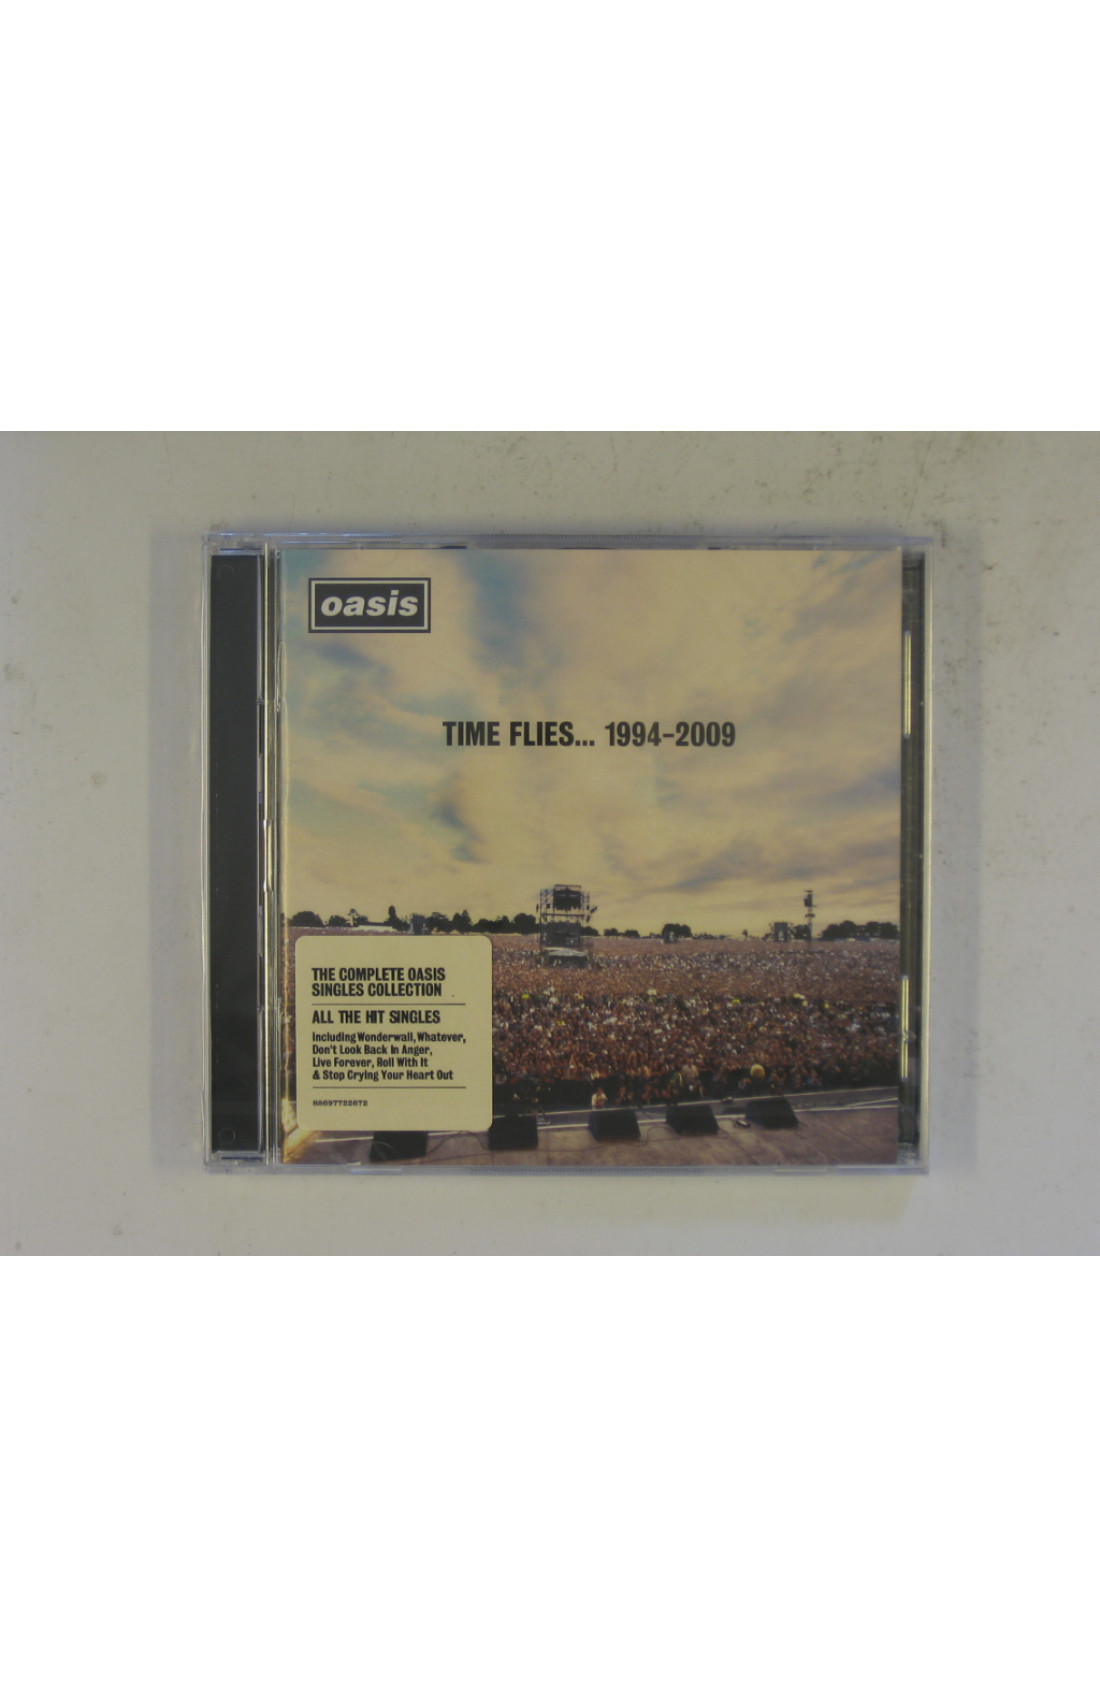 oasis
TIME FLIES... 1994-2009
THE COMPLETE OASIS
SINGLES COLLECTION
ALL THE HIT SINGLES
Including Wonderwall, Whatever,
Don't Look Back In Anger,
Live Forever, Roll With It
& Stop Crying Your Heart Out